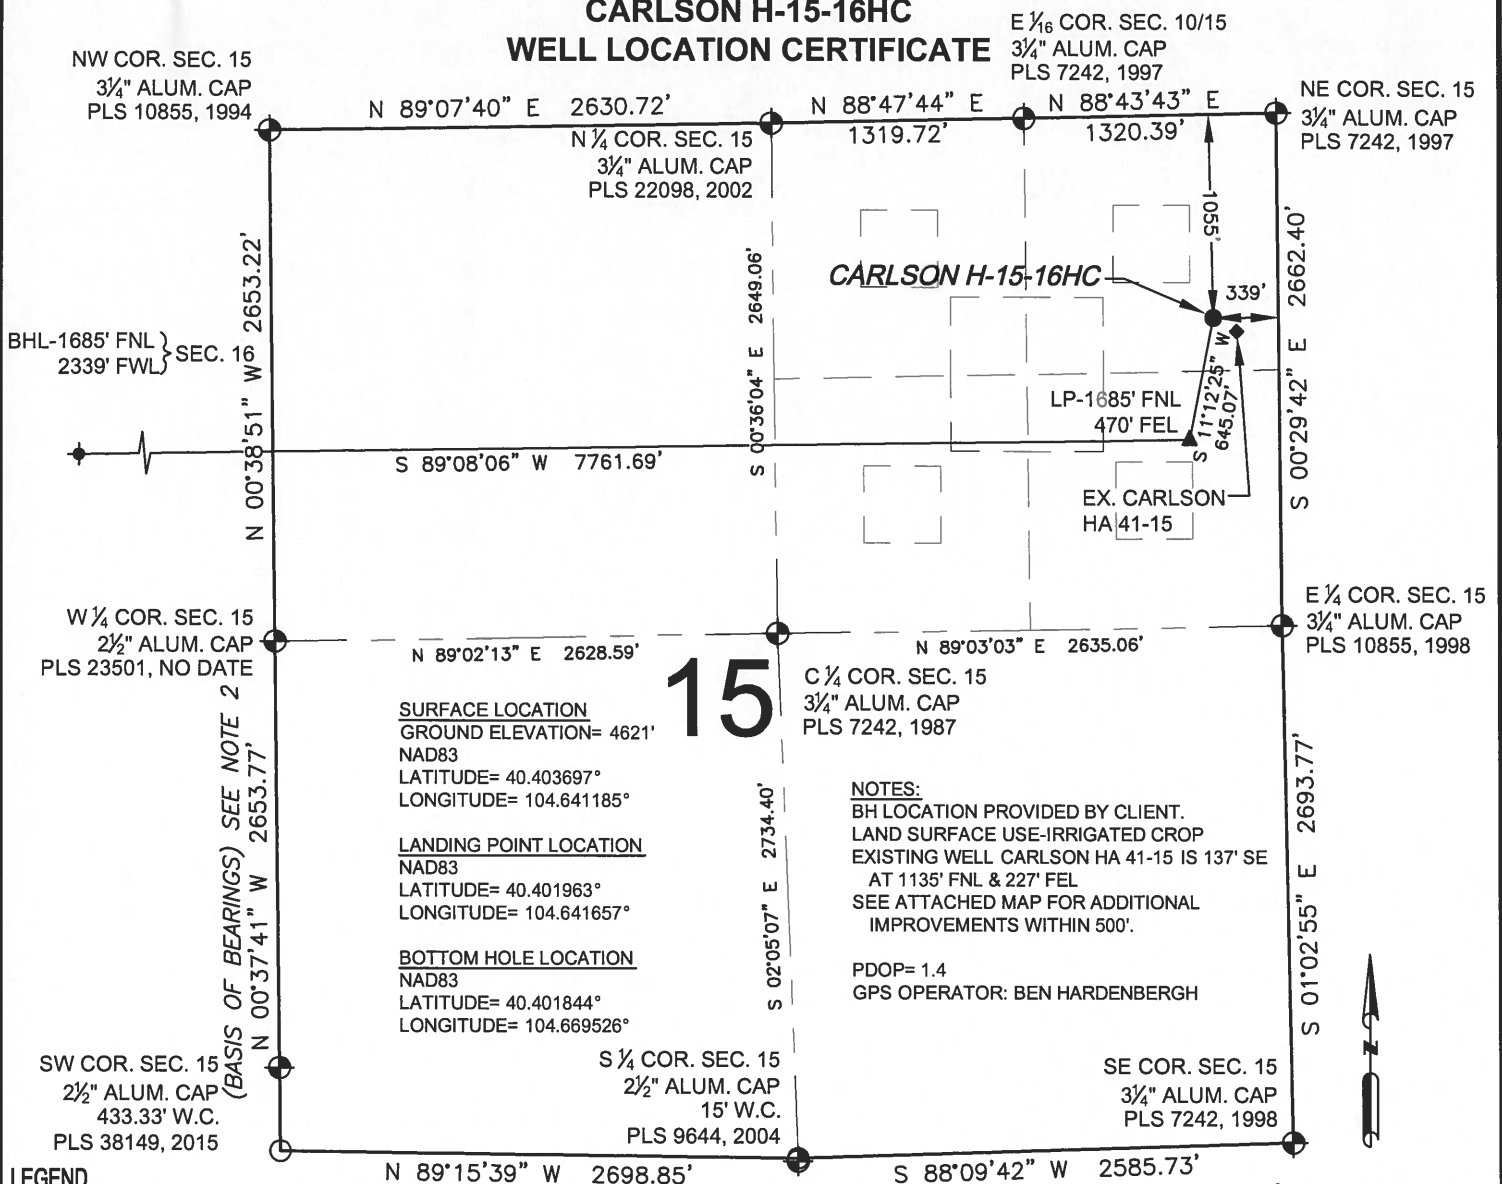 CARLSON H-15-16HC
WELL LOCATION CERTIFICATE
E 1/16 COR. SEC. 10/15
3¼" ALUM. CAP
PLS 7242, 1997
NW COR. SEC. 15
3¼" ALUM. CAP
PLS 10855, 1994
N 89°07'40" E 2630.72'
N ¼ COR. SEC. 15
3¼" ALUM. CAP
PLS 22098, 2002
N 88°47'44" E
1319.72'
N 88°43'43" E
1320.39'
NE COR. SEC. 15
3¼" ALUM. CAP
PLS 7242, 1997
1055'
339'
CARLSON H-15-16HC
N 00°38'51" W 2653.22'
S 00°36'04" E 2649.06'
S 00°29'42" E 2662.40'
BHL-1685' FNL
2339' FWL
SEC. 16
LP-1685' FNL
470' FEL
S 11°12'25" W
645.07'
S 89°08'06" W 7761.69'
EX. CARLSON
HA 41-15
W ¼ COR. SEC. 15
2½" ALUM. CAP
PLS 23501, NO DATE
N 89°02'13" E 2628.59'
N 89°03'03" E 2635.06'
E ¼ COR. SEC. 15
3¼" ALUM. CAP
PLS 10855, 1998
15
C ¼ COR. SEC. 15
3¼" ALUM. CAP
PLS 7242, 1987
(BASIS OF BEARINGS) SEE NOTE 2
N 00°37'41" W 2653.77'
SURFACE LOCATION
GROUND ELEVATION= 4621'
NAD83
LATITUDE= 40.403697°
LONGITUDE= 104.641185°
LANDING POINT LOCATION
NAD83
LATITUDE= 40.401963°
LONGITUDE= 104.641657°
BOTTOM HOLE LOCATION
NAD83
LATITUDE= 40.401844°
LONGITUDE= 104.669526°
S 02°05'07" E 2734.40'
NOTES:
BH LOCATION PROVIDED BY CLIENT.
LAND SURFACE USE-IRRIGATED CROP
EXISTING WELL CARLSON HA 41-15 IS 137' SE
AT 1135' FNL & 227' FEL
SEE ATTACHED MAP FOR ADDITIONAL
IMPROVEMENTS WITHIN 500'.
PDOP= 1.4
GPS OPERATOR: BEN HARDENBERGH
S 01°02'55" E 2693.77'
N
SW COR. SEC. 15
2½" ALUM. CAP
433.33' W.C.
PLS 38149, 2015
S ¼ COR. SEC. 15
2½" ALUM. CAP
15' W.C.
PLS 9644, 2004
SE COR. SEC. 15
3¼" ALUM. CAP
PLS 7242, 1998
N 89°15'39" W 2698.85'
S 88°09'42" W 2585.73'
LEGEND